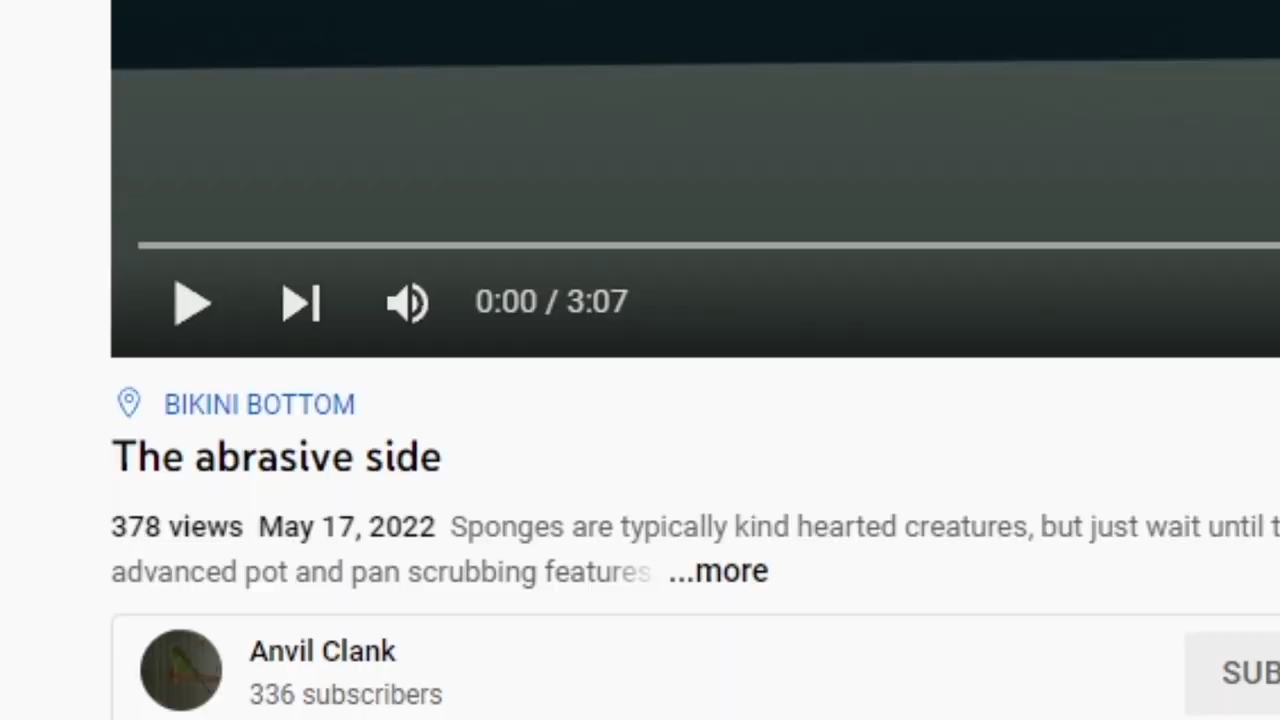 0:00 / 3:07
BIKINI BOTTOM
The abrasive side
378 views May 17, 2022 Sponges are typically kind hearted creatures, but just wait until t
advanced pot and pan scrubbing features ...more
Anvil Clank
SUB
336 subscribers